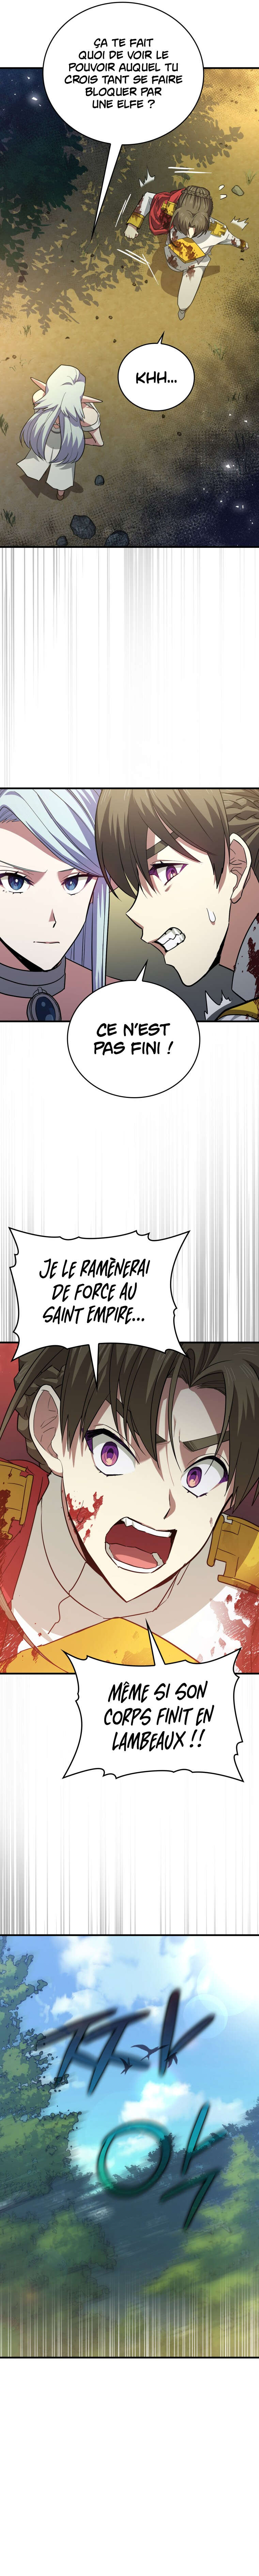 ÇA TE FAIT
QUOI DE VOIR LE
POUVOIR AUQUEL TU
CROIS TANT SE FAIRE
BLOQUER PAR
UNE ELFE ?
KHH...
CE N'EST
PAS FINI !
JE LE RAMÈNERAI
DE FORCE AU
SAINT EMPIRE...
MÊME SI SON
CORPS FINIT EN
LAMBEAUX !!